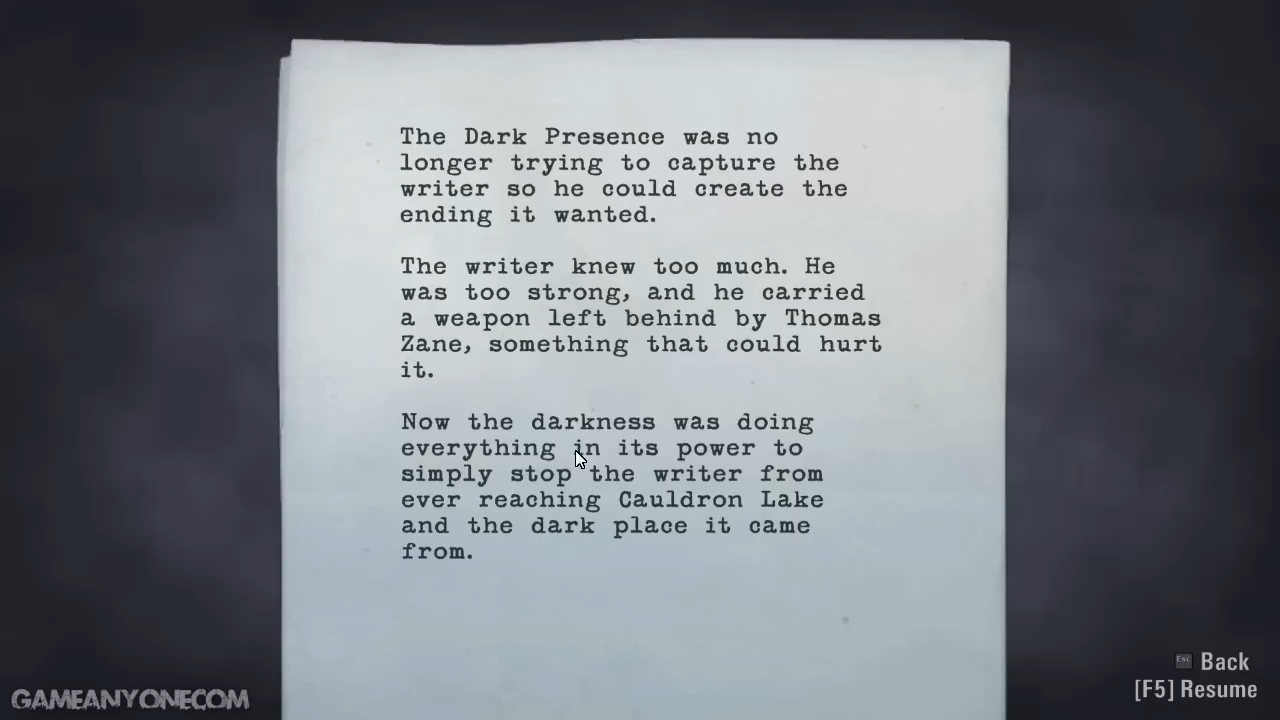 The Dark Presence was no
longer trying to capture the
writer so he could create the
ending it wanted.
The writer knew too much. He
was too strong, and he carried
a weapon left behind by Thomas
Zane, something that could hurt
it.
Now the darkness was doing
everything in its power to
simply stop the writer from
ever reaching Cauldron Lake
and the dark place it came
from.
Esc Back
[F5] Resume
GAMEANYONE.COM